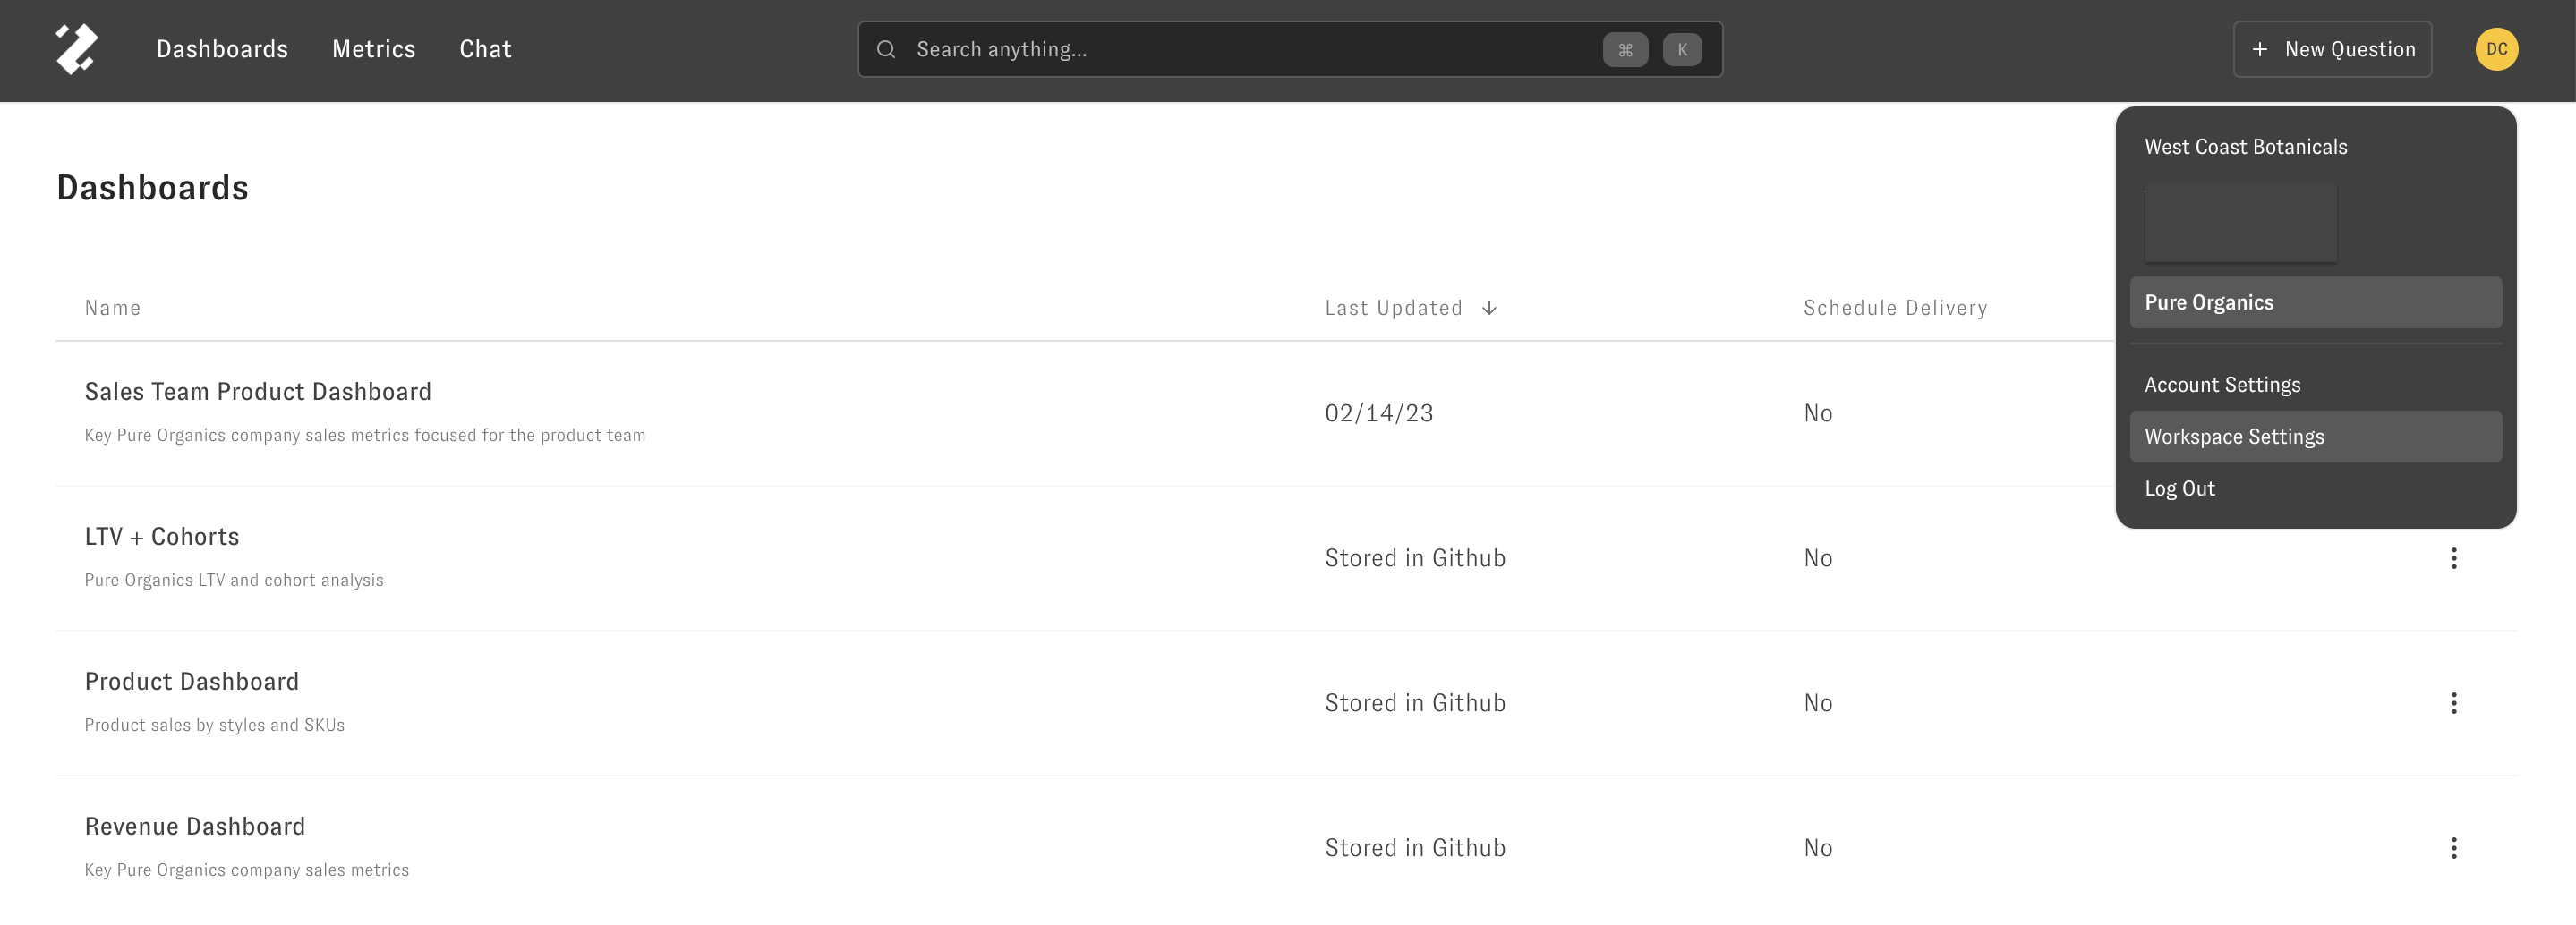 Dashboards Metrics Chat
Search anything... ⌘ K
+ New Question DC
West Coast Botanicals
Pure Organics
Account Settings
Workspace Settings
Log Out
Dashboards
Name Last Updated ↓ Schedule Delivery
Sales Team Product Dashboard
Key Pure Organics company sales metrics focused for the product team
02/14/23 No
LTV + Cohorts
Pure Organics LTV and cohort analysis
Stored in Github No
Product Dashboard
Product sales by styles and SKUs
Stored in Github No
Revenue Dashboard
Key Pure Organics company sales metrics
Stored in Github No